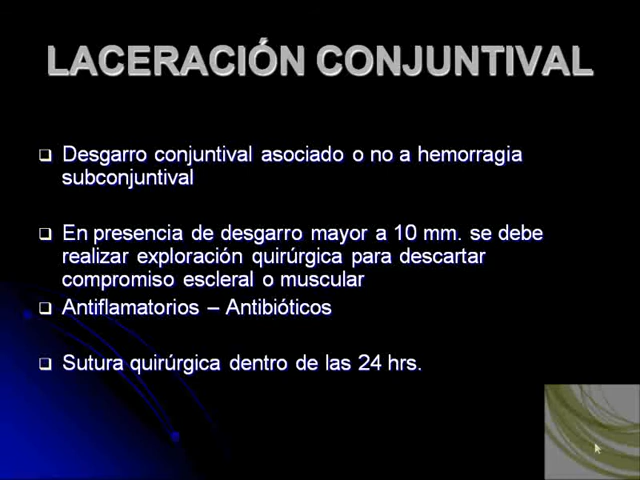 LACERACIÓN CONJUNTIVAL
Desgarro conjuntival asociado o no a hemorragia
subconjuntival
En presencia de desgarro mayor a 10 mm. se debe
realizar exploración quirúrgica para descartar
compromiso escleral o muscular
Antiflamatorios – Antibióticos
Sutura quirúrgica dentro de las 24 hrs.